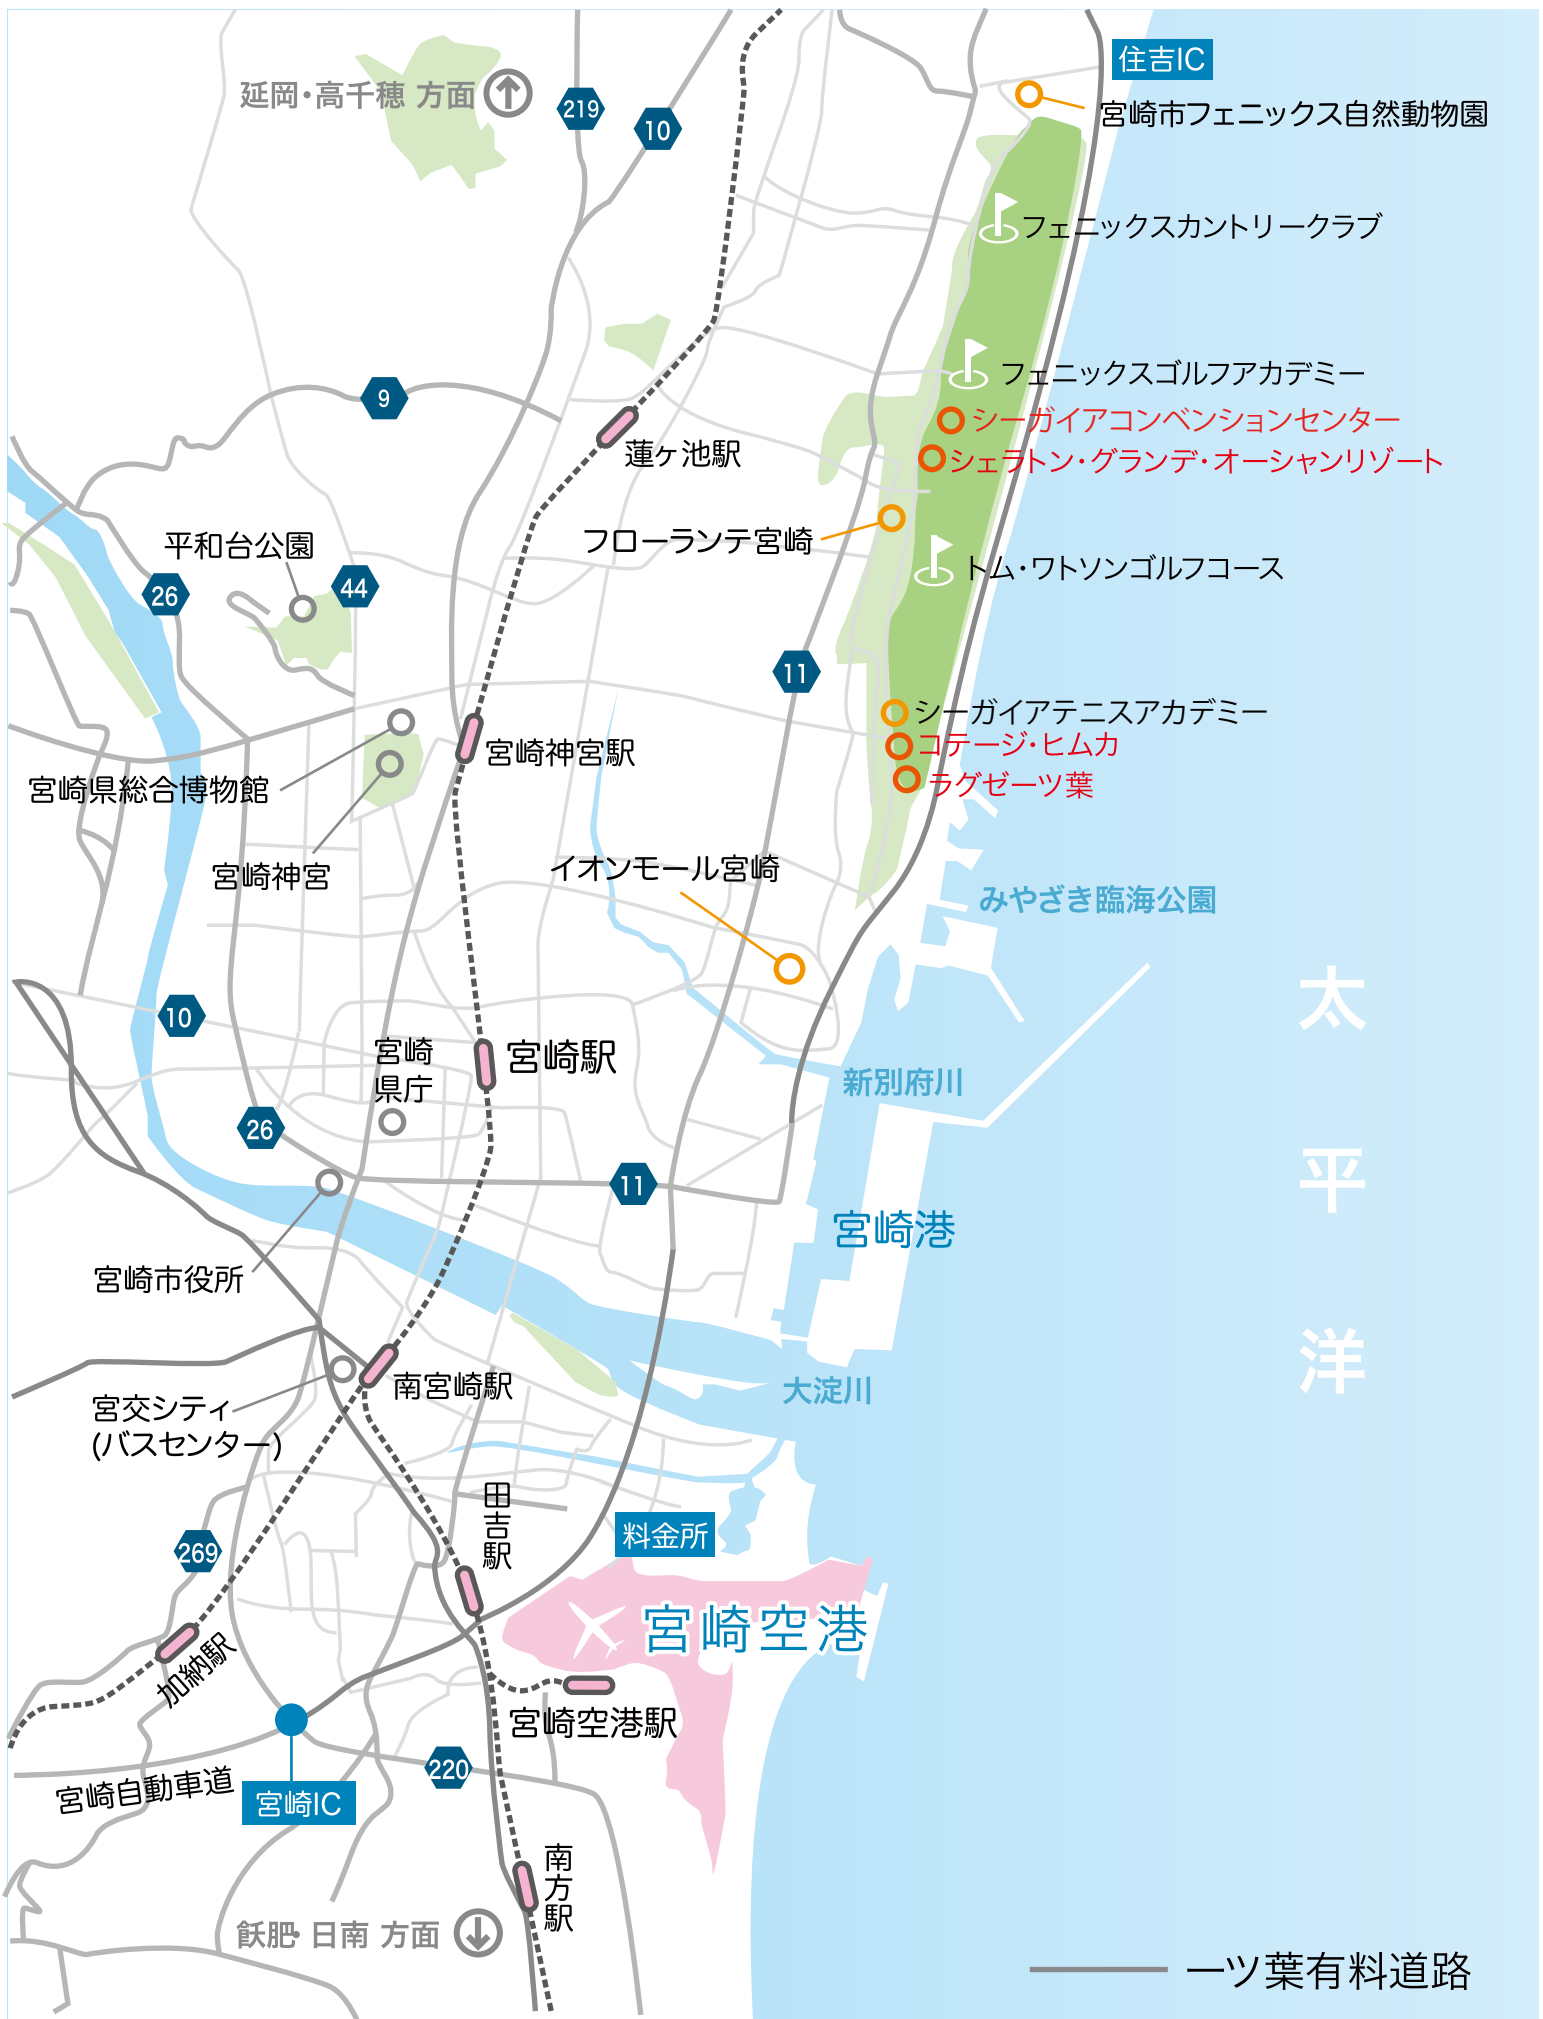 住吉IC
延岡・高千穂 方面
219
10
宮崎市フェニックス自然動物園
フェニックスカントリークラブ
9
フェニックスゴルフアカデミー
シーガイアコンベンションセンター
蓮ヶ池駅
シェラトン・グランデ・オーシャンリゾート
平和台公園
フローランテ宮崎
44
26
トム・ワトソンゴルフコース
11
シーガイアテニスアカデミー
宮崎神宮駅
コテージ・ヒムカ
宮崎県総合博物館
ラグゼーツ葉
宮崎神宮
イオンモール宮崎
みやざき臨海公園
太平洋
10
宮崎
県庁
宮崎駅
新別府川
26
11
宮崎港
宮崎市役所
南宮崎駅
大淀川
宮交シティ
(バスセンター)
田吉駅
料金所
269
宮崎空港
加納駅
宮崎空港駅
220
宮崎自動車道
宮崎IC
南方駅
飫肥・日南 方面
一ツ葉有料道路